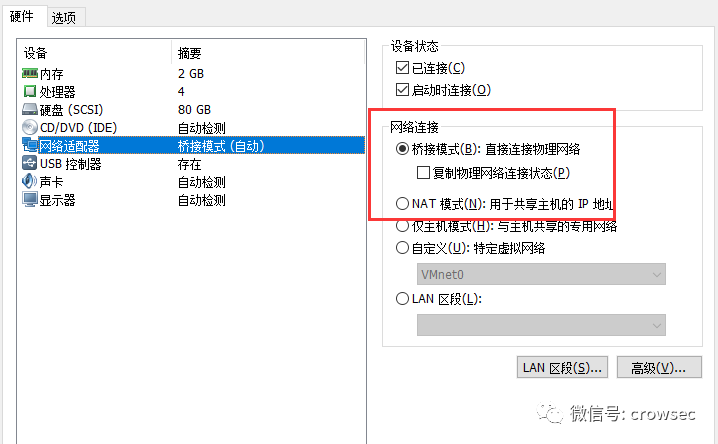 硬件 选项
设备 摘要
内存 2 GB
处理器 4
硬盘 (SCSI) 80 GB
CD/DVD (IDE) 自动检测
网络适配器 桥接模式 (自动)
USB 控制器 存在
声卡 自动检测
显示器 自动检测
设备状态
已连接(C)
启动时连接(O)
网络连接
桥接模式(B): 直接连接物理网络
复制物理网络连接状态(P)
NAT 模式(N): 用于共享主机的 IP 地址
仅主机模式(H): 与主机共享的专用网络
自定义(U): 特定虚拟网络
VMnet0
LAN 区段(L):
LAN 区段(S)... 高级(V)...
微信号: crowsec